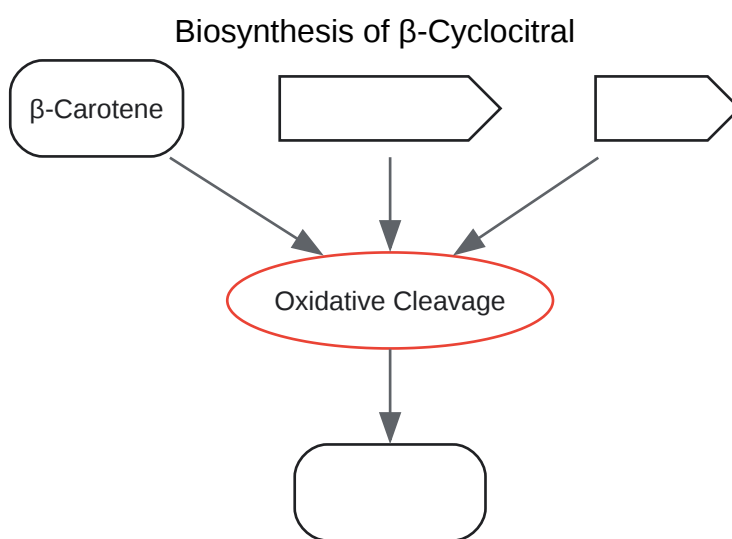 Biosynthesis of β-Cyclocitral
β-Carotene
Oxidative Cleavage